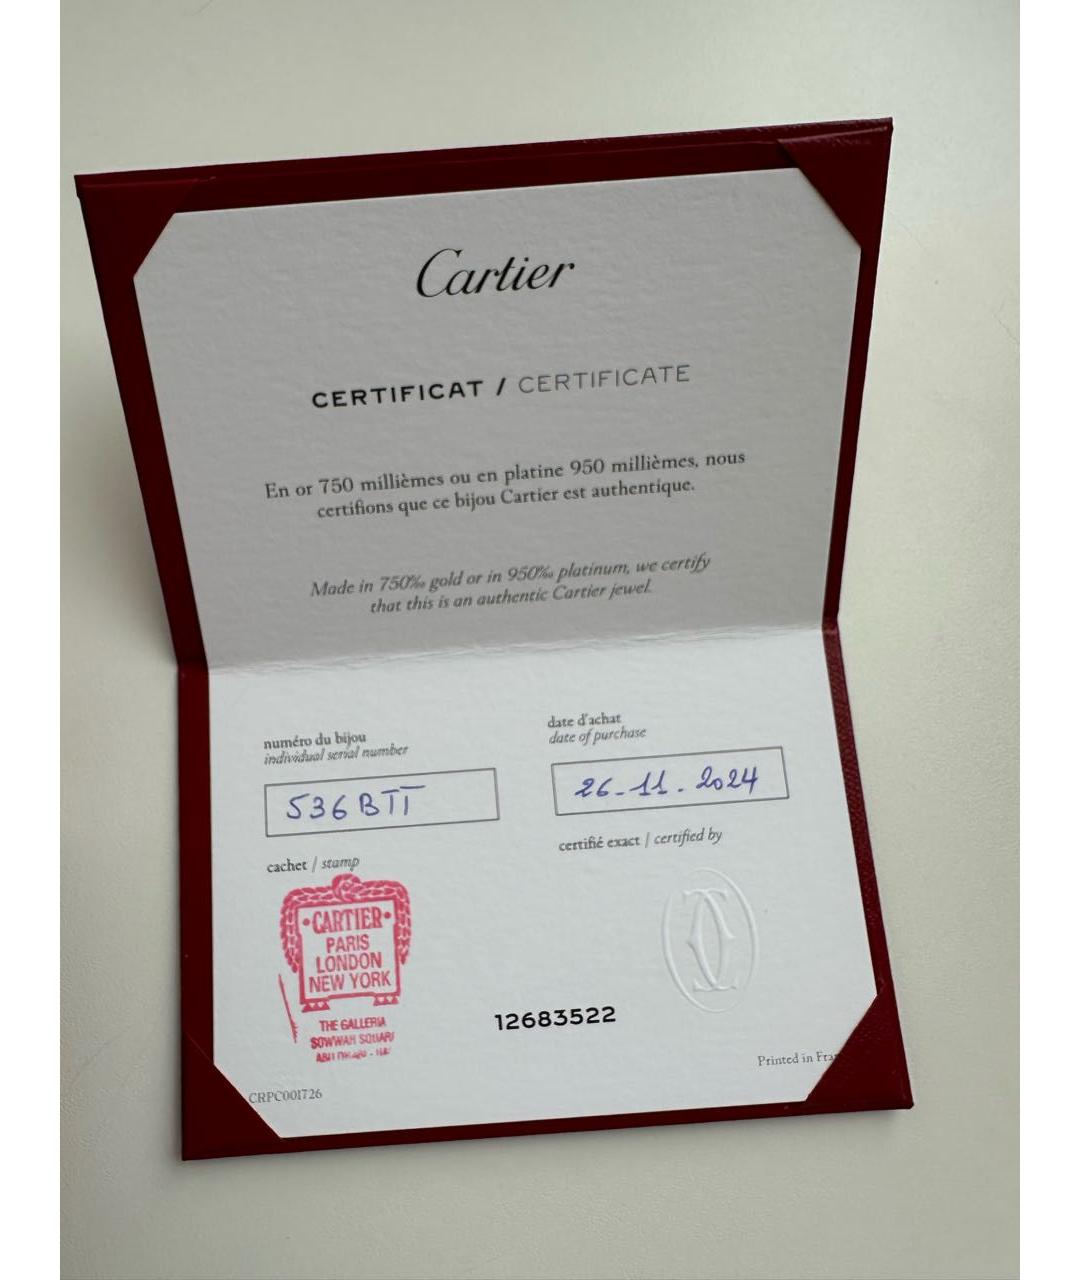 Cartier
CERTIFICAT / CERTIFICATE
En or 750 millièmes ou en platine 950 millièmes, nous
certifions que ce bijou Cartier est authentique.
Made in 750‰ gold or in 950‰ platinum, we certify
that this is an authentic Cartier jewel.
numéro du bijou
individual serial number
536BTT
date d'achat
date of purchase
26-11-2024
cachet / stamp
certifié exact / certified by
CARTIER
PARIS
LONDON
NEW YORK
THE GALLERIA
SOWWAH SQUARE
12683522
Printed in
CRPC001726